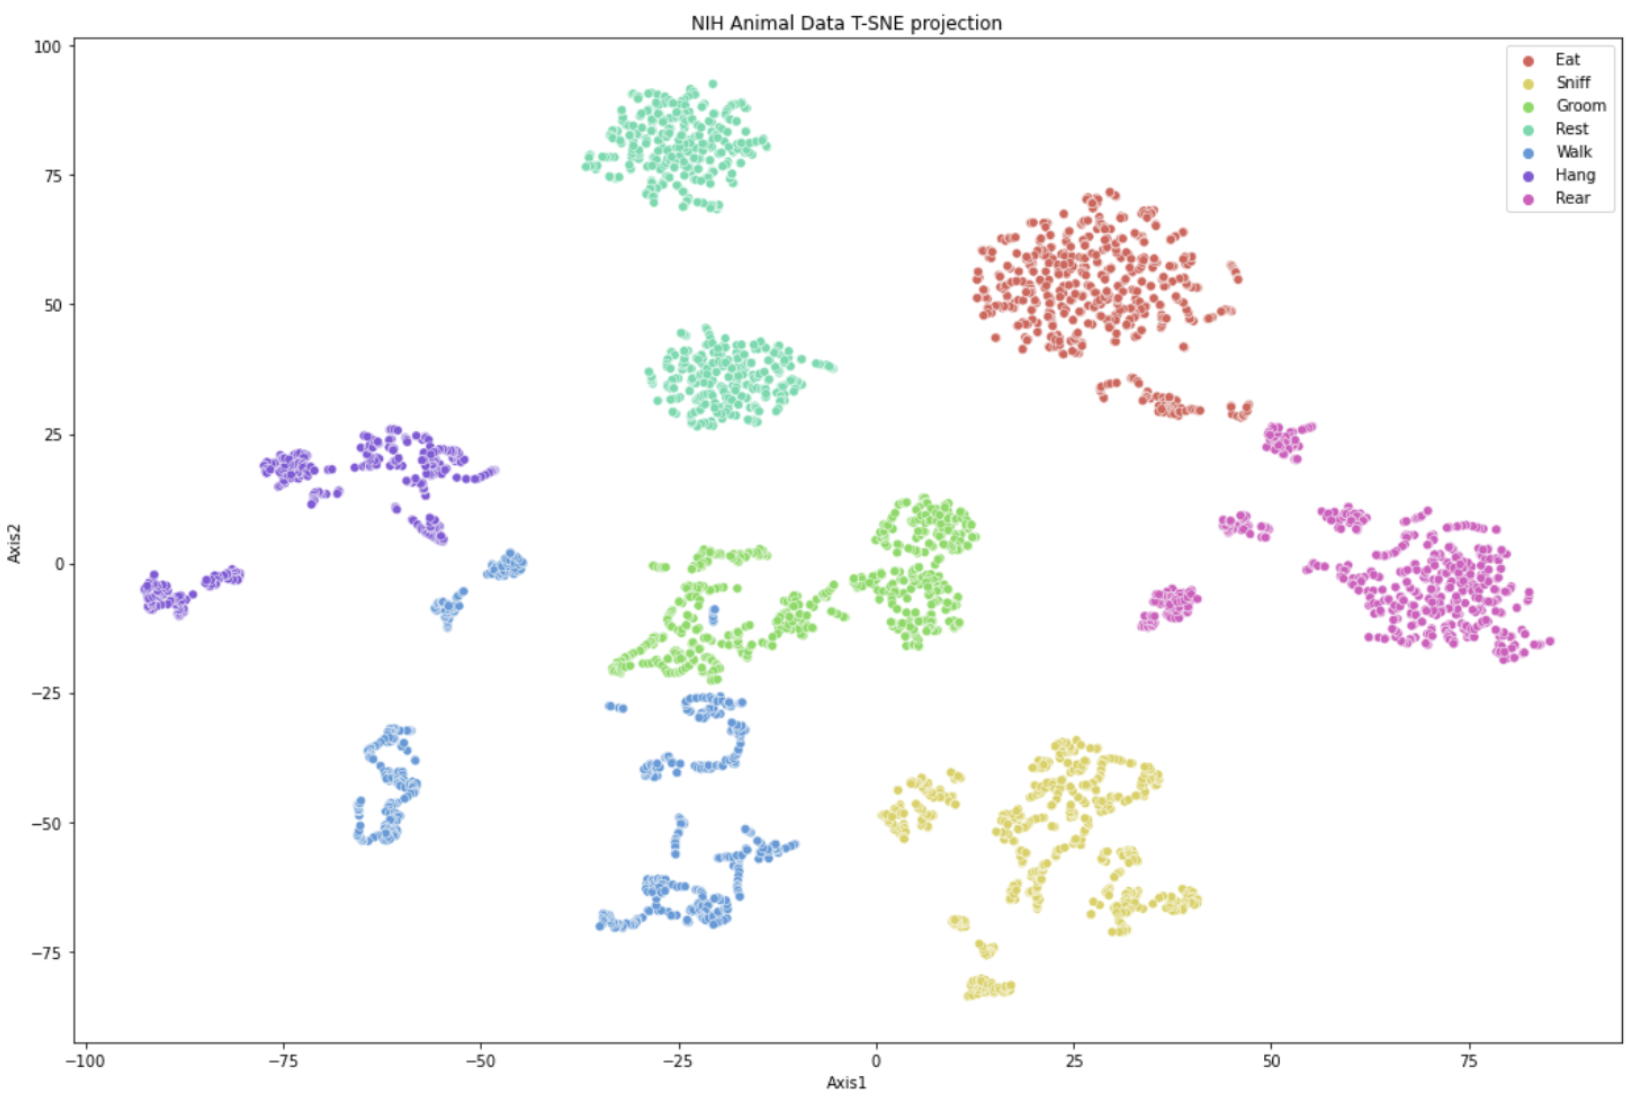 NIH Animal Data T-SNE projection
100
75
50
25
0
−25
−50
−75
Axis2
Eat
Sniff
Groom
Rest
Walk
Hang
Rear
−100
−75
−50
−25
0
25
50
75
Axis1